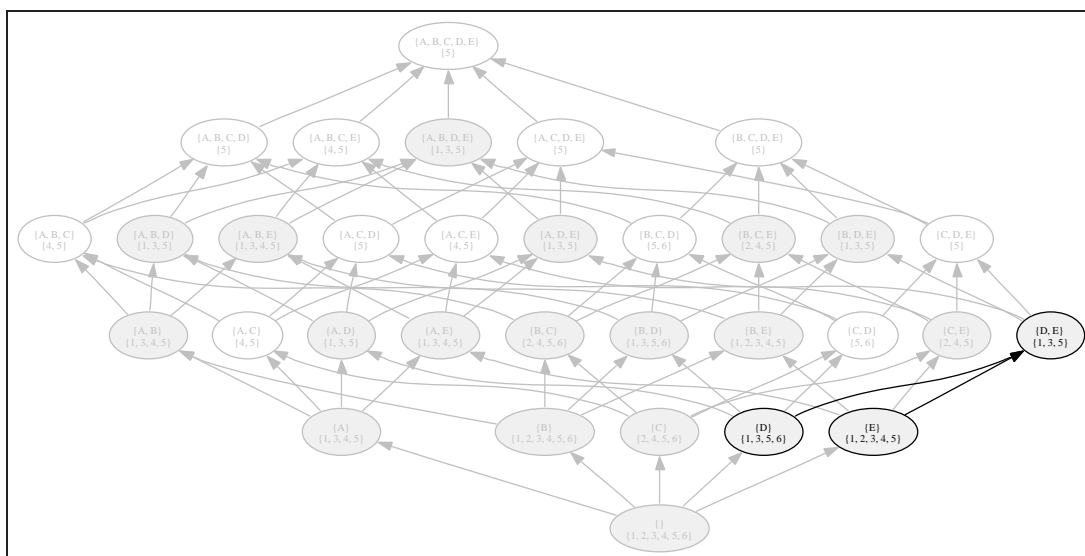 {A, B, C, D, E}
{5}
{A, B, C, D}
{5}
{A, B, C, E}
{4, 5}
{A, B, D, E}
{1, 3, 5}
{A, C, D, E}
{5}
{B, C, D, E}
{5}
{A, B, C}
{4, 5}
{A, B, D}
{1, 3, 5}
{A, B, E}
{1, 3, 4, 5}
{A, C, D}
{5}
{A, C, E}
{4, 5}
{A, D, E}
{1, 3, 5}
{B, C, D}
{5, 6}
{B, C, E}
{2, 4, 5}
{B, D, E}
{1, 3, 5}
{C, D, E}
{5}
{A, B}
{1, 3, 4, 5}
{A, C}
{4, 5}
{A, D}
{1, 3, 5}
{A, E}
{1, 3, 4, 5}
{B, C}
{2, 4, 5, 6}
{B, D}
{1, 3, 5, 6}
{B, E}
{1, 2, 3, 4, 5}
{C, D}
{5, 6}
{C, E}
{2, 4, 5}
{D, E}
{1, 3, 5}
{A}
{1, 3, 4, 5}
{B}
{1, 2, 3, 4, 5, 6}
{C}
{2, 4, 5, 6}
{D}
{1, 3, 5, 6}
{E}
{1, 2, 3, 4, 5}
{}
{1, 2, 3, 4, 5, 6}